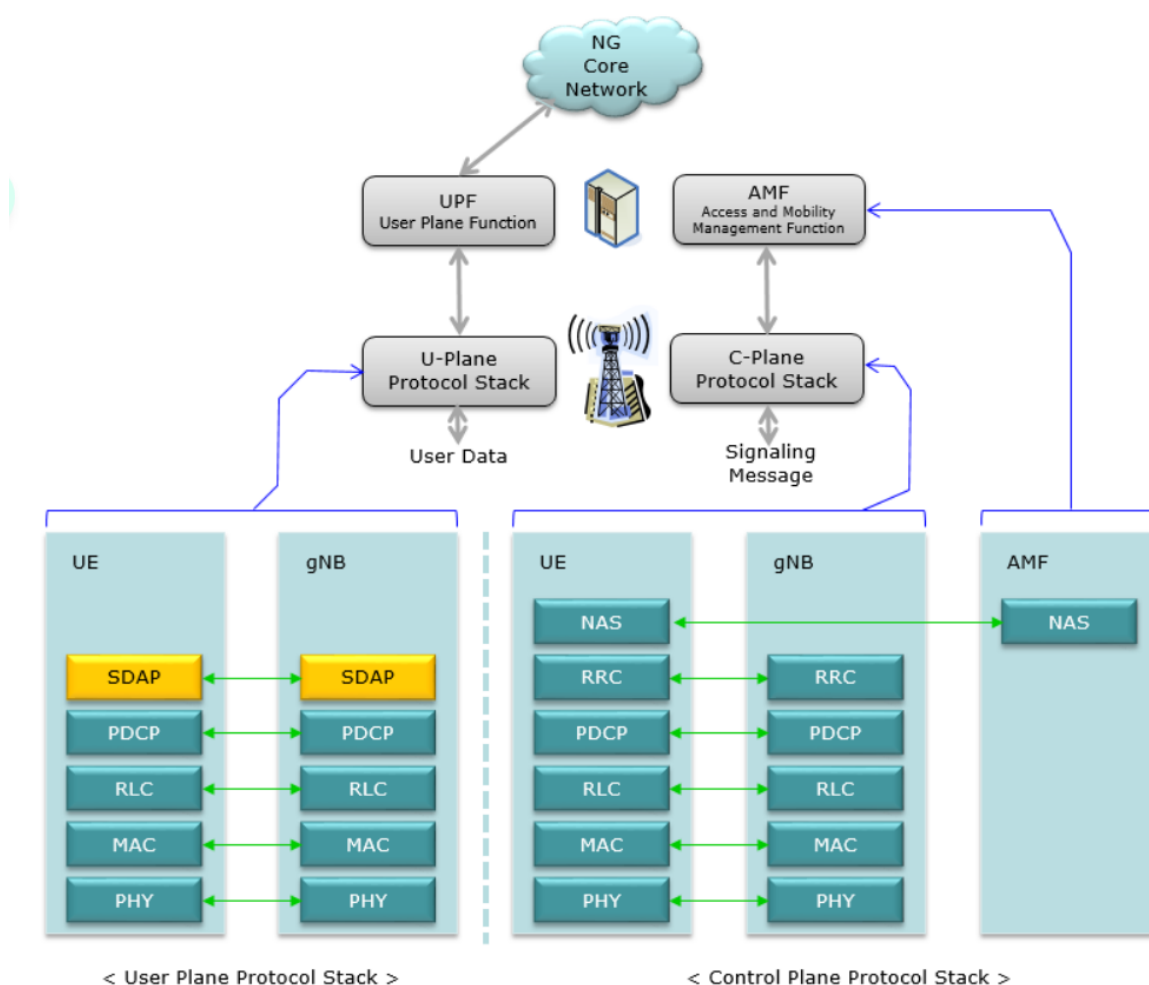 NG
Core
Network
UPF
User Plane Function
AMF
Access and Mobility
Management Function
U-Plane
Protocol Stack
C-Plane
Protocol Stack
User Data
Signaling
Message
UE
gNB
UE
gNB
AMF
NAS
NAS
SDAP
SDAP
RRC
RRC
PDCP
PDCP
PDCP
PDCP
RLC
RLC
RLC
RLC
MAC
MAC
MAC
MAC
PHY
PHY
PHY
PHY
< User Plane Protocol Stack >
< Control Plane Protocol Stack >